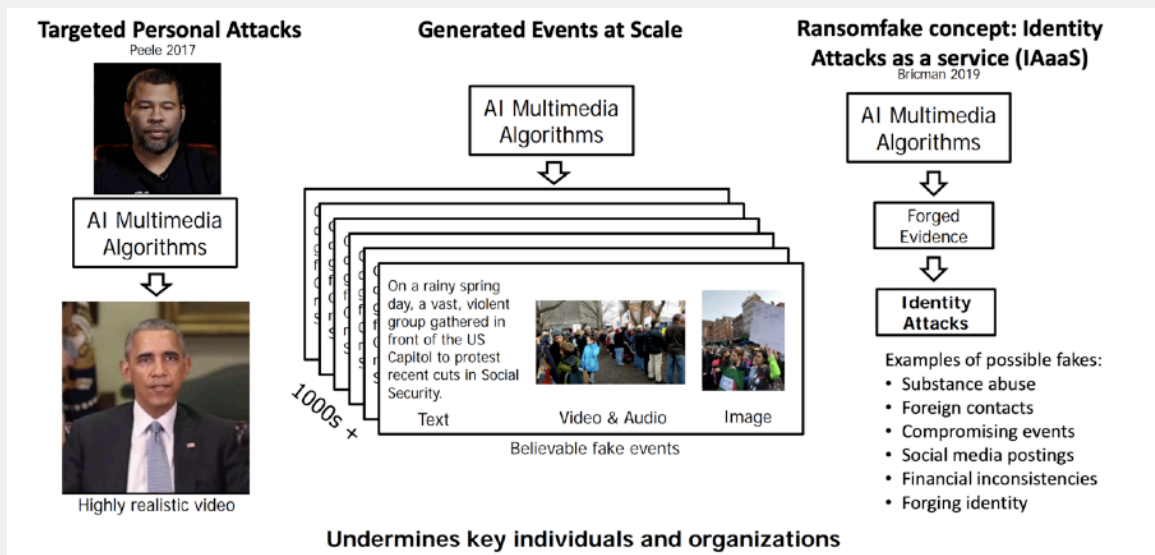 Targeted Personal Attacks
Peele 2017
AI Multimedia
Algorithms
Highly realistic video
Generated Events at Scale
AI Multimedia
Algorithms
On a rainy spring
day, a vast, violent
group gathered in
front of the US
Capitol to protest
recent cuts in Social
Security.
Text
Video & Audio
Image
1000s +
Believable fake events
Ransomfake concept: Identity
Attacks as a service (IAaaS)
Bricman 2019
AI Multimedia
Algorithms
Forged
Evidence
Identity
Attacks
Examples of possible fakes:
• Substance abuse
• Foreign contacts
• Compromising events
• Social media postings
• Financial inconsistencies
• Forging identity
Undermines key individuals and organizations